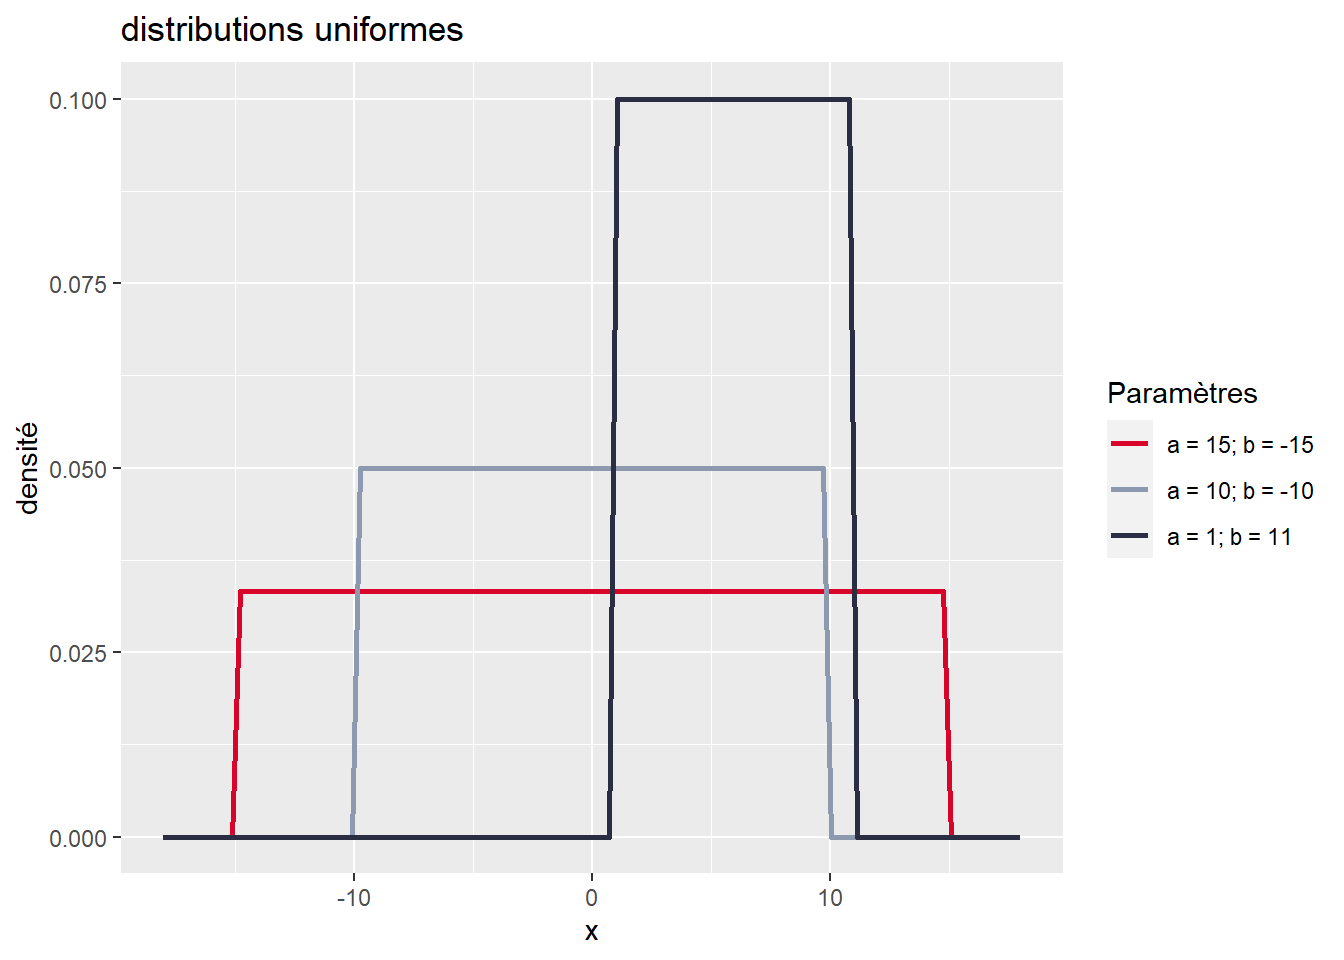 distributions uniformes
0.100
0.075
0.050
0.025
0.000
densité
-10
0
10
x
Paramètres
a = 15; b = -15
a = 10; b = -10
a = 1; b = 11